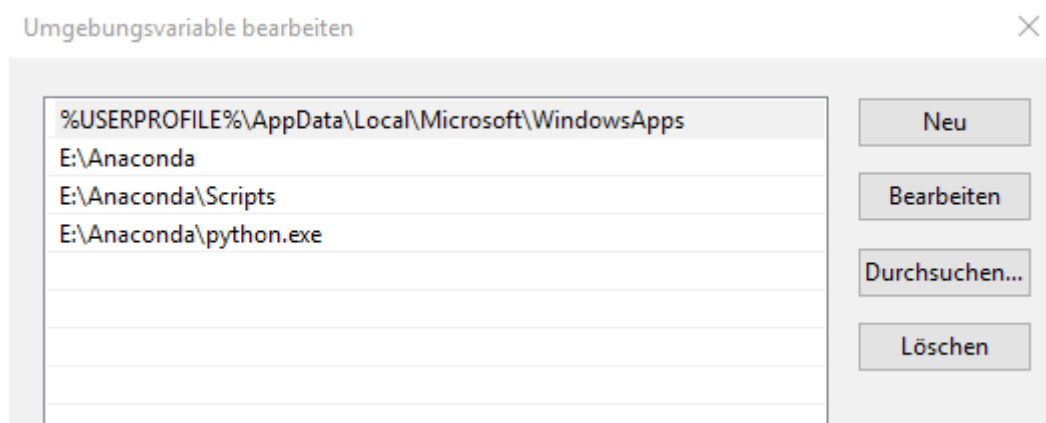 Umgebungsvariable bearbeiten
%USERPROFILE%\AppData\Local\Microsoft\WindowsApps
E:\Anaconda
E:\Anaconda\Scripts
E:\Anaconda\python.exe
Neu
Bearbeiten
Durchsuchen...
Löschen